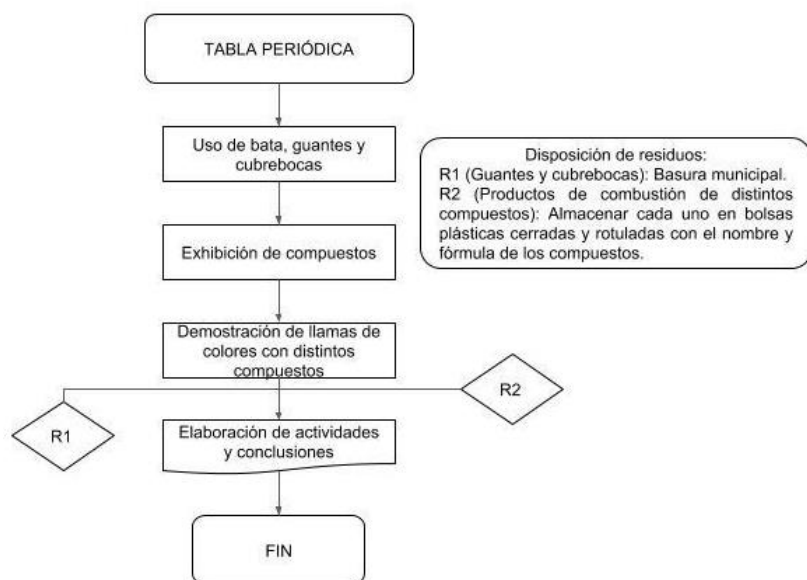 TABLA PERIÓDICA
Uso de bata, guantes y
cubrebocas
Disposición de residuos:
R1 (Guantes y cubrebocas): Basura municipal.
R2 (Productos de combustión de distintos
compuestos): Almacenar cada uno en bolsas
plásticas cerradas y rotuladas con el nombre y
fórmula de los compuestos.
Exhibición de compuestos
Demostración de llamas de
colores con distintos
compuestos
R2
R1
Elaboración de actividades
y conclusiones
FIN